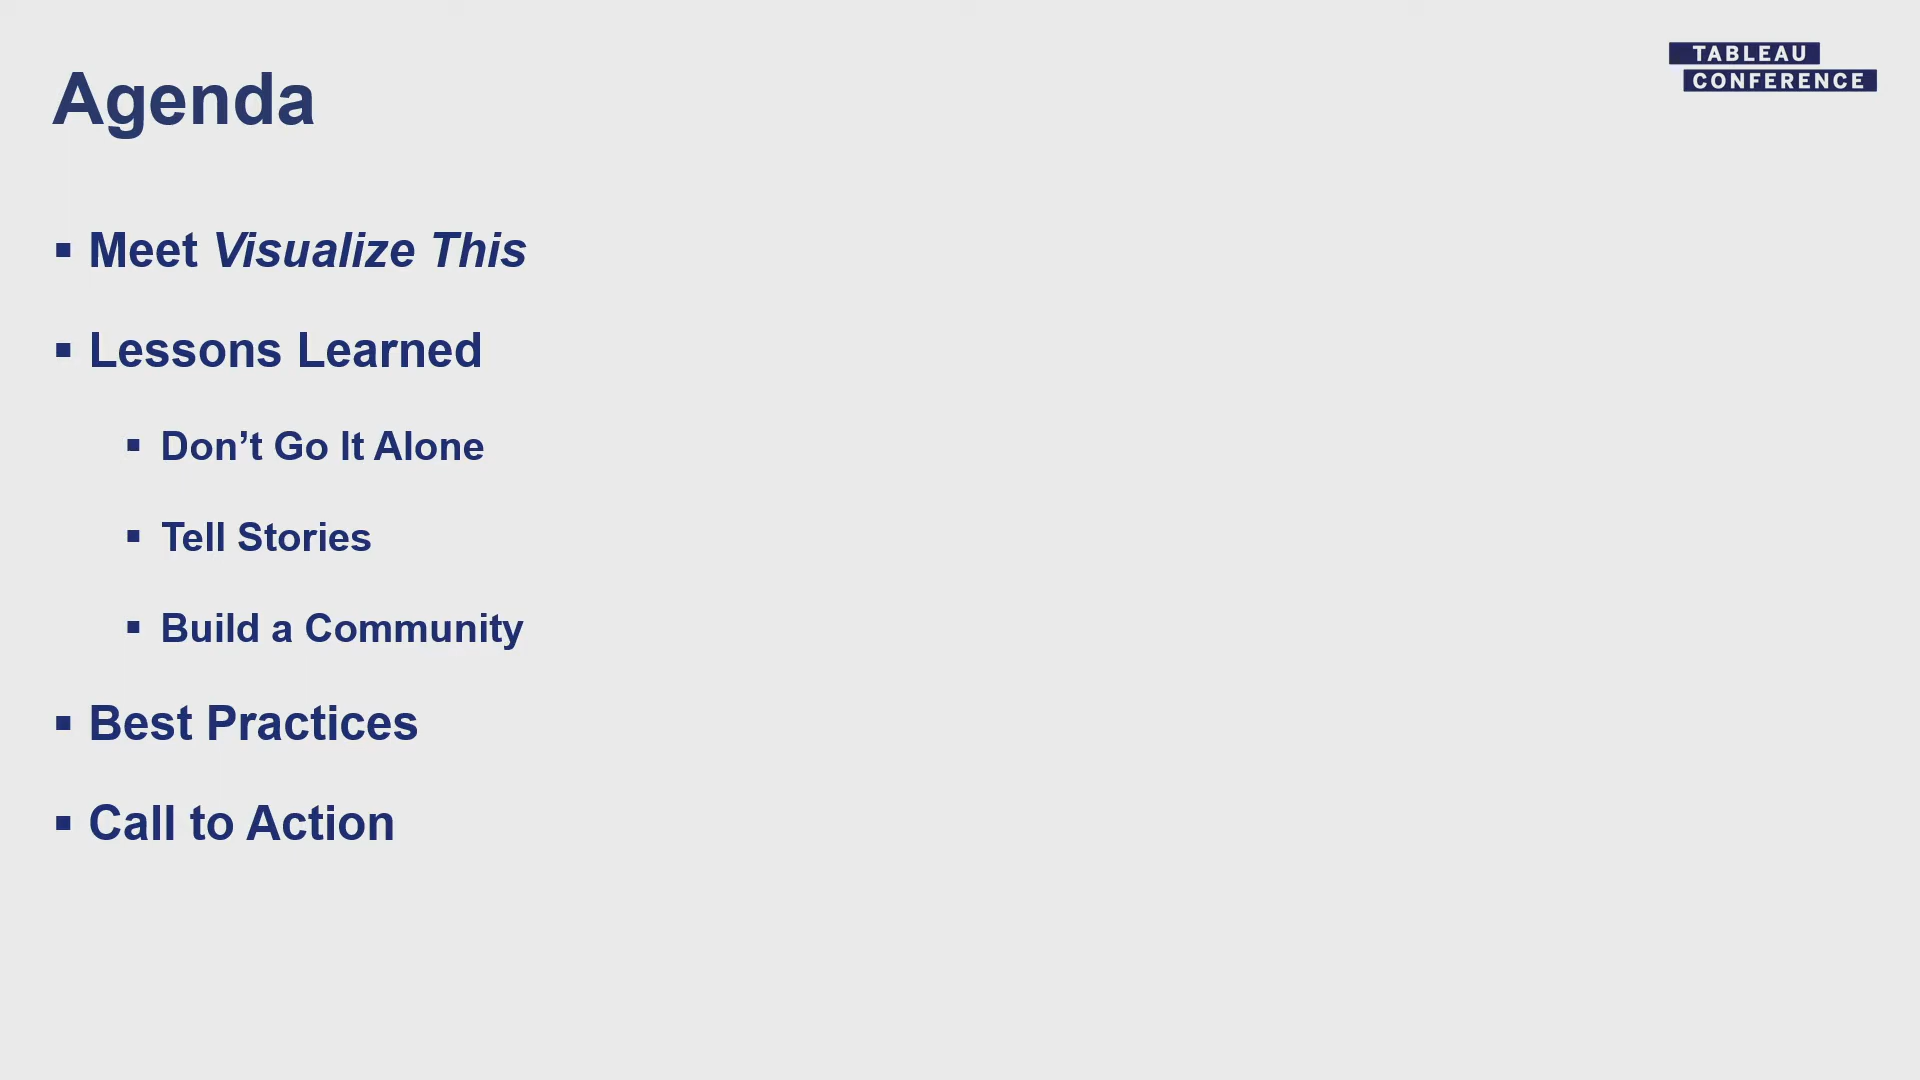 Agenda
TABLEAU
CONFERENCE
▪ Meet Visualize This
▪ Lessons Learned
▪ Don’t Go It Alone
▪ Tell Stories
▪ Build a Community
▪ Best Practices
▪ Call to Action